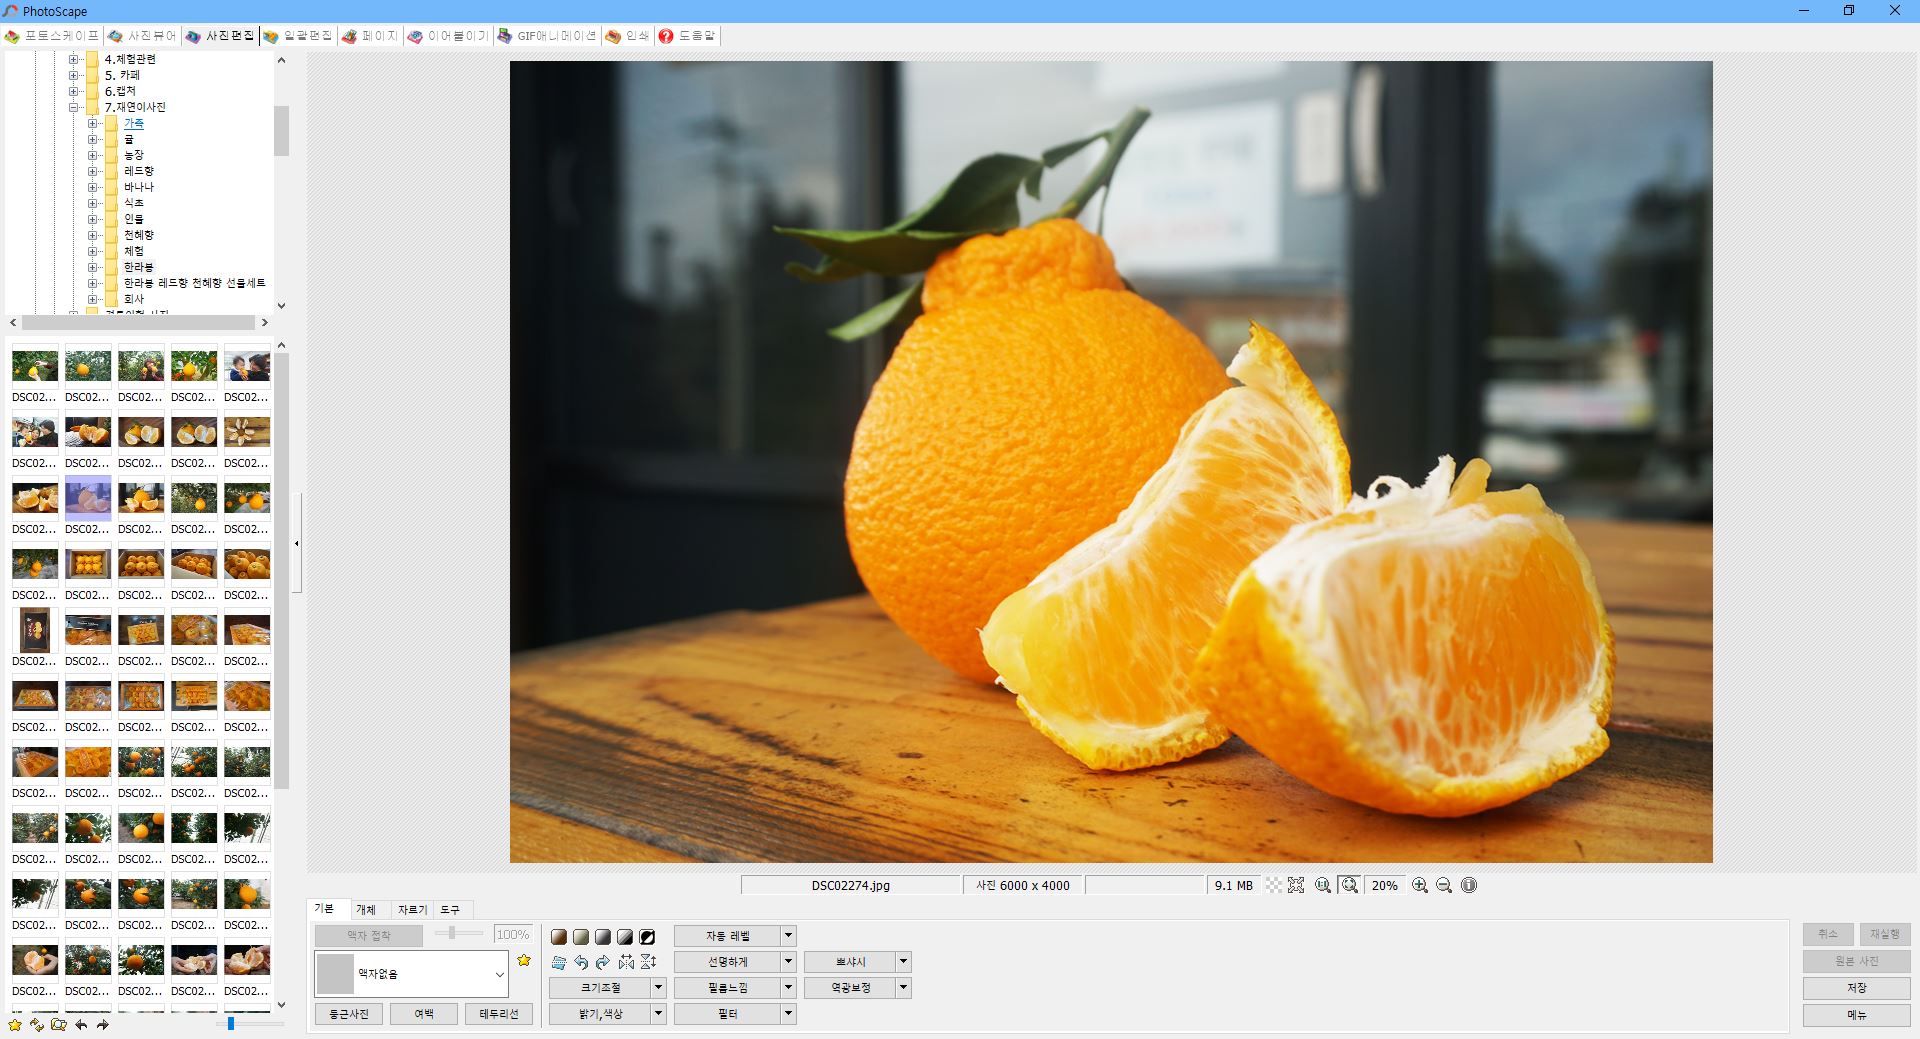 PhotoScape
포토스케이프 사진뷰어 사진편집 일괄편집 페이지 이어붙이기 GIF애니메이션 인쇄 도움말
4.체험관련
5. 카페
6.캡처
7.재연이사진
가족
귤
농장
레드향
바나나
식초
인물
천혜향
체험
한라봉
한라봉 레드향 천혜향 선물세트
회사
DSC02... DSC02... DSC02... DSC02... DSC02...
DSC02... DSC02... DSC02... DSC02... DSC02...
DSC02... DSC02... DSC02... DSC02... DSC02...
DSC02... DSC02... DSC02... DSC02... DSC02...
DSC02... DSC02... DSC02... DSC02... DSC02...
DSC02... DSC02... DSC02... DSC02... DSC02...
DSC02... DSC02... DSC02... DSC02... DSC02...
DSC02... DSC02... DSC02... DSC02... DSC02...
DSC02... DSC02... DSC02... DSC02... DSC02...
DSC02... DSC02... DSC02... DSC02... DSC02...
DSC02274.jpg 사진 6000 x 4000 9.1 MB 20%
기본 개체 자르기 도구
액자 접착 100% 자동 레벨 취소 재실행
액자없음 선명하게 뽀샤시 원본 사진
크기조절 필름느낌 역광보정 저장
둥근사진 여백 테두리선 밝기,색상 필터 메뉴